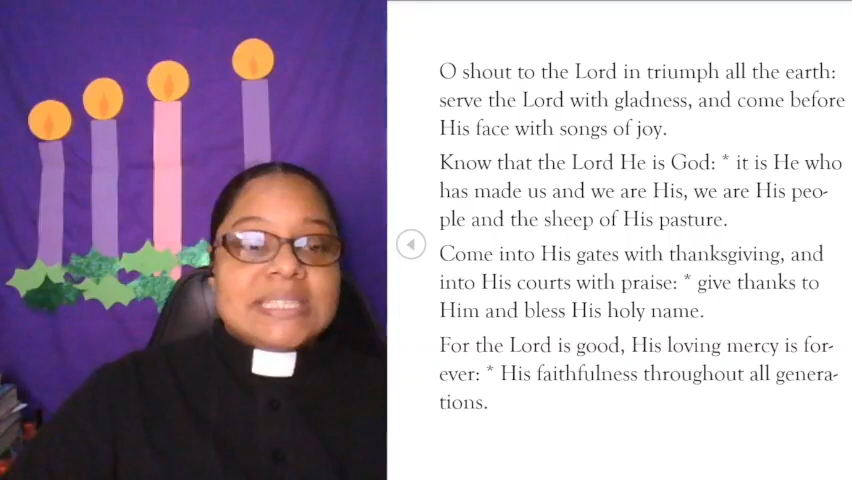 O shout to the Lord in triumph all the earth:
serve the Lord with gladness, and come before
His face with songs of joy.
Know that the Lord He is God: * it is He who
has made us and we are His, we are His peo-
ple and the sheep of His pasture.
Come into His gates with thanksgiving, and
into His courts with praise: * give thanks to
Him and bless His holy name.
For the Lord is good, His loving mercy is for-
ever: * His faithfulness throughout all genera-
tions.